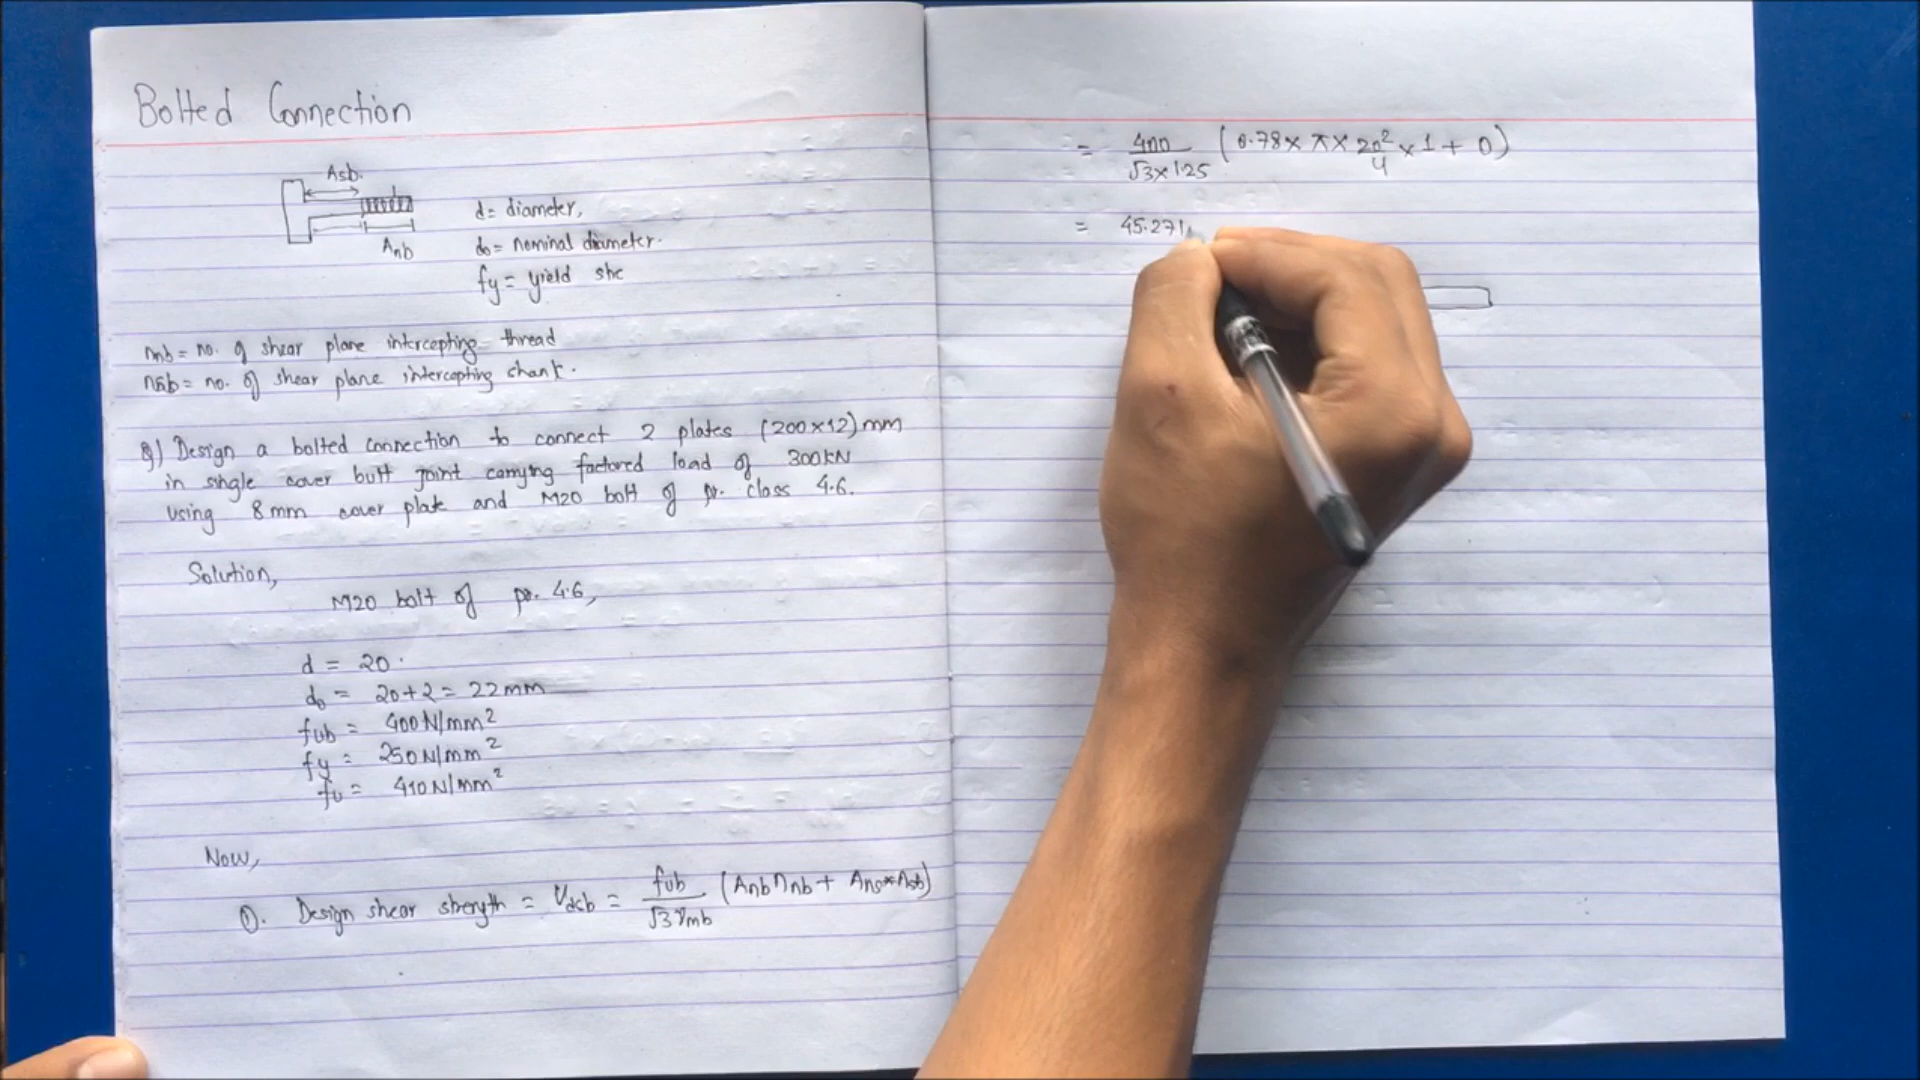 Bolted Connection
Asb.
Anb
d = diameter,
do = nominal diameter.
fy = yield stre
nnb = no. of shear plane intercepting thread
nsb = no. of shear plane intercepting chank.
Q) Design a bolted connection to connect 2 plates (200×12)mm
in single cover butt joint carrying factored load of 300kN
using 8mm cover plate and M20 bolt of pr. class 4.6.
Solution,
M20 bolt of pr. 4.6,
d = 20.
do = 20+2 = 22mm
fub = 400 N/mm²
fy = 250 N/mm²
fu = 410 N/mm²
Now,
①. Design shear strength = Vdsb = fub/√3γmb (Anb nnb + Ans*nsb)
= 400/√3×1.25 (0.78×π×20²/4×1+0)
= 45.271